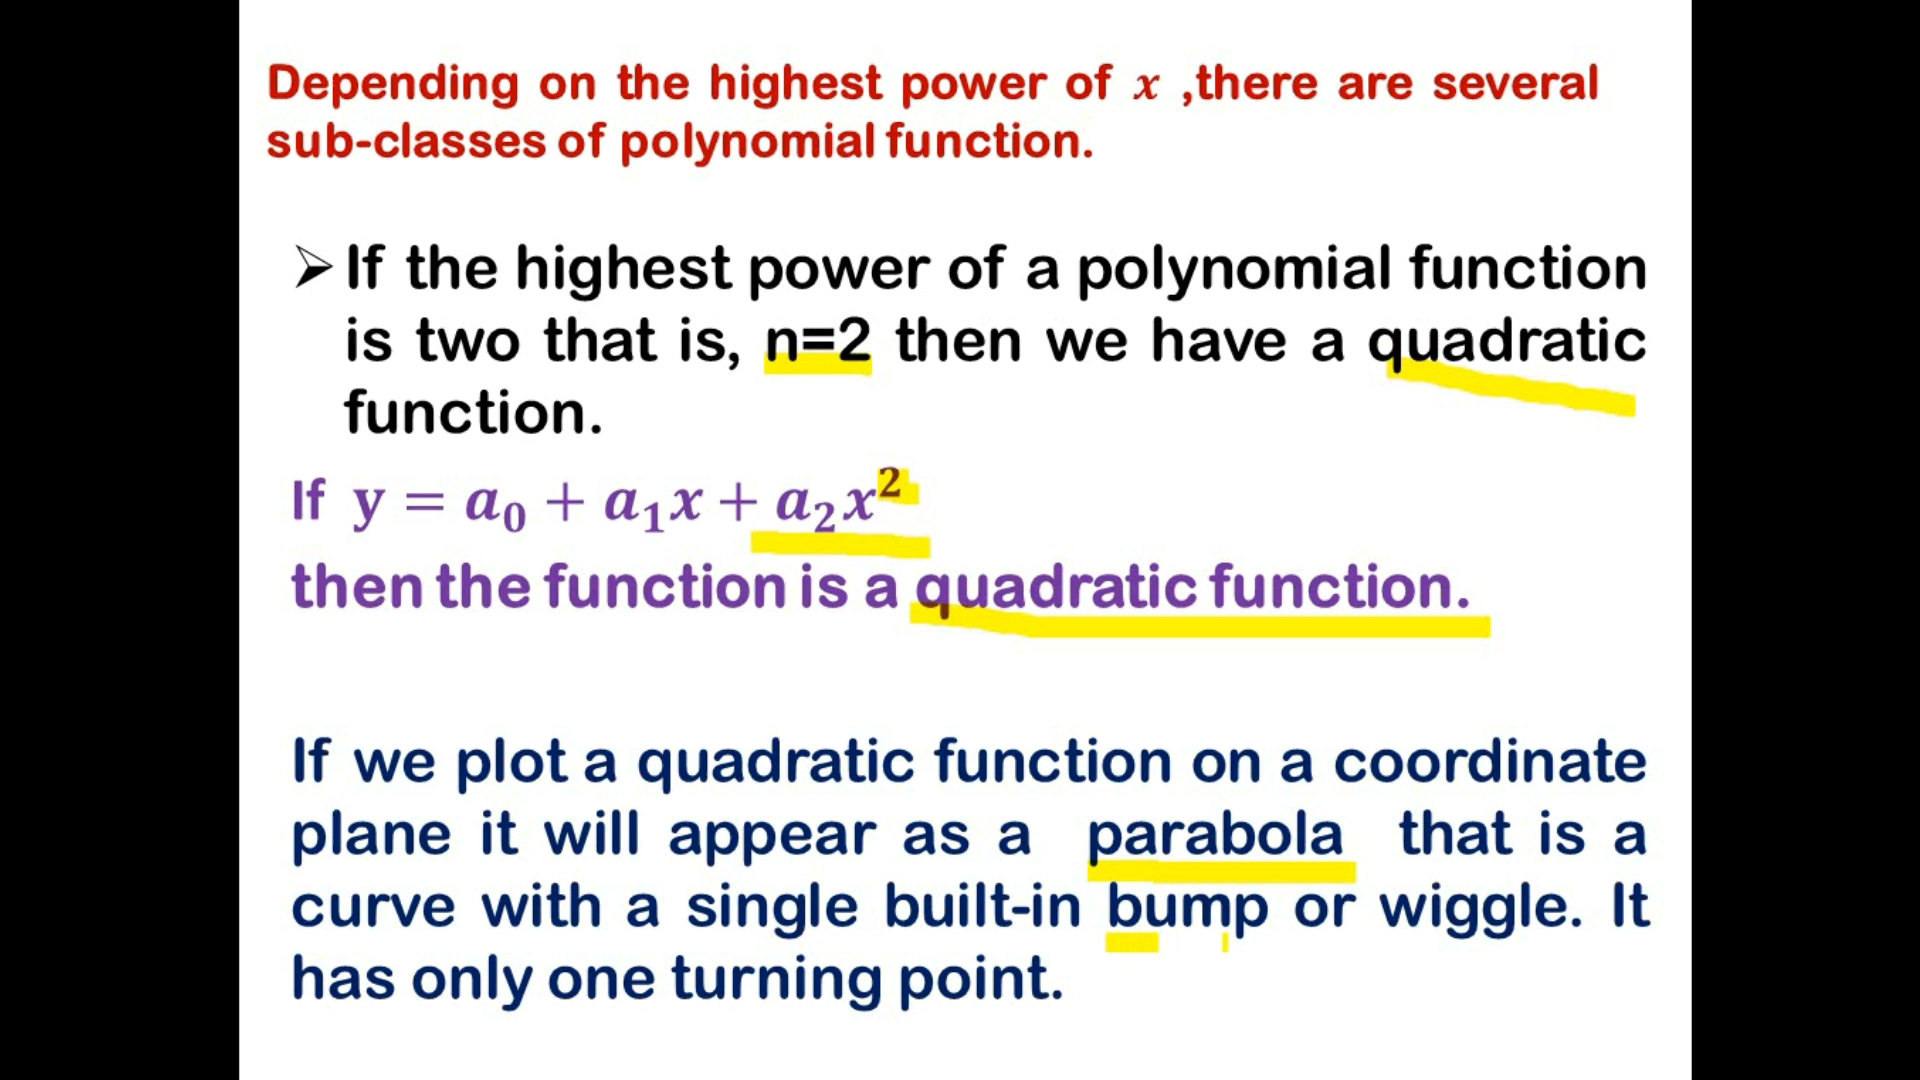 Depending on the highest power of x ,there are several
sub-classes of polynomial function.
➢If the highest power of a polynomial function
is two that is, n=2 then we have a quadratic
function.
If y = a₀ + a₁x + a₂x²
then the function is a quadratic function.
If we plot a quadratic function on a coordinate
plane it will appear as a parabola that is a
curve with a single built-in bump or wiggle. It
has only one turning point.